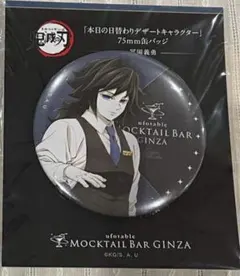 鬼滅の刃
「本日の日替わりデザートキャラクター」
75mm缶バッジ
冨岡義勇
MOCKTAIL BAR
GINZA
ufotable
MOCKTAIL BAR GINZA
©KG/S, A, U